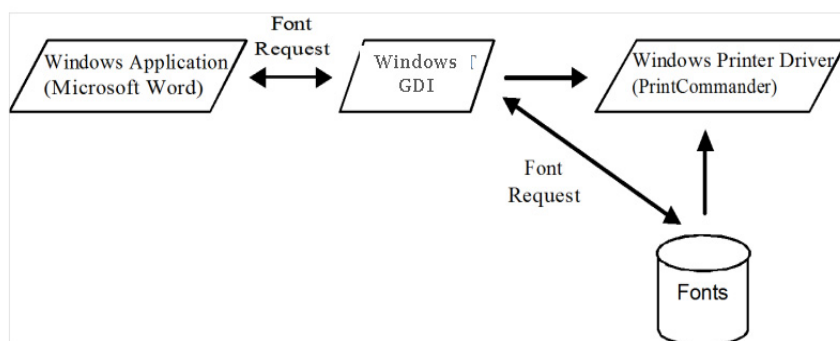 Font
Request
Windows Application
(Microsoft Word)
Windows
GDI
Windows Printer Driver
(PrintCommander)
Font
Request
Fonts